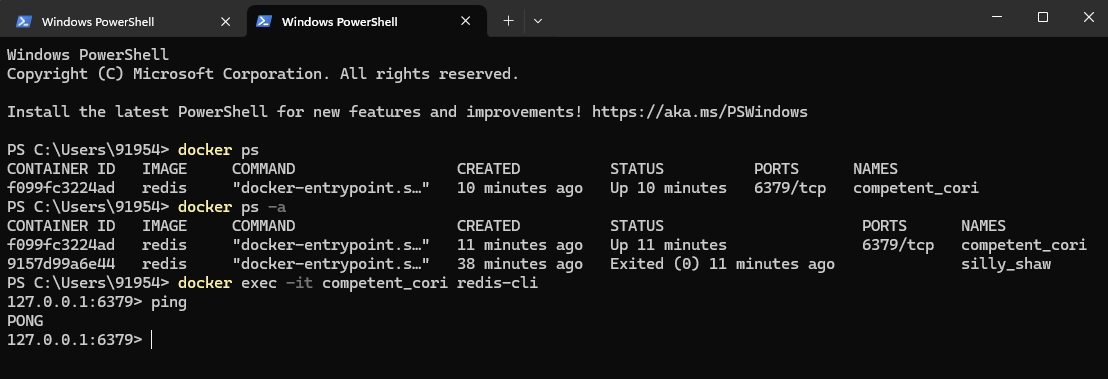 Windows PowerShell
Windows PowerShell
Windows PowerShell
Copyright (C) Microsoft Corporation. All rights reserved.
Install the latest PowerShell for new features and improvements! https://aka.ms/PSWindows
PS C:\Users\91954> docker ps
CONTAINER ID   IMAGE     COMMAND                  CREATED          STATUS          PORTS      NAMES
f099fc3224ad   redis     "docker-entrypoint.s…"   10 minutes ago   Up 10 minutes   6379/tcp   competent_cori
PS C:\Users\91954> docker ps -a
CONTAINER ID   IMAGE     COMMAND                  CREATED          STATUS                      PORTS      NAMES
f099fc3224ad   redis     "docker-entrypoint.s…"   11 minutes ago   Up 11 minutes               6379/tcp   competent_cori
9157d99a6e44   redis     "docker-entrypoint.s…"   38 minutes ago   Exited (0) 11 minutes ago              silly_shaw
PS C:\Users\91954> docker exec -it competent_cori redis-cli
127.0.0.1:6379> ping
PONG
127.0.0.1:6379>